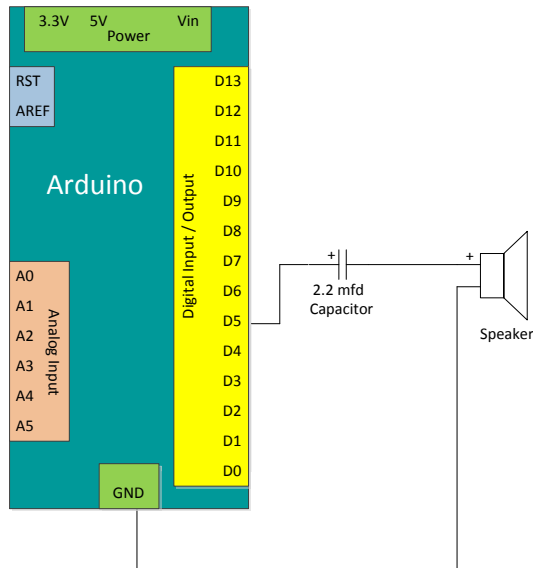 3.3V 5V Vin
Power
RST
AREF
Arduino
A0
A1
A2
A3
A4
A5
Analog Input
Digital Input / Output
D13
D12
D11
D10
D9
D8
D7
D6
D5
D4
D3
D2
D1
D0
GND
+
2.2 mfd
Capacitor
+
Speaker